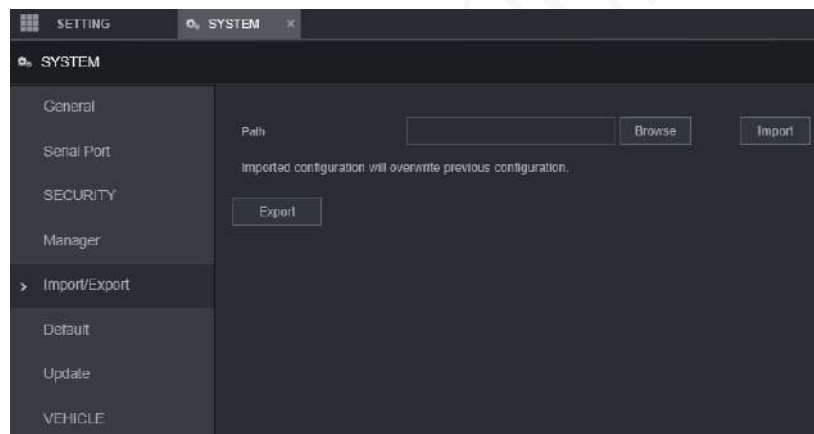 SETTING
SYSTEM ×
SYSTEM
General
Serial Port
SECURITY
Manager
> Import/Export
Default
Update
VEHICLE
Path
Browse
Import
Imported configuration will overwrite previous configuration.
Export